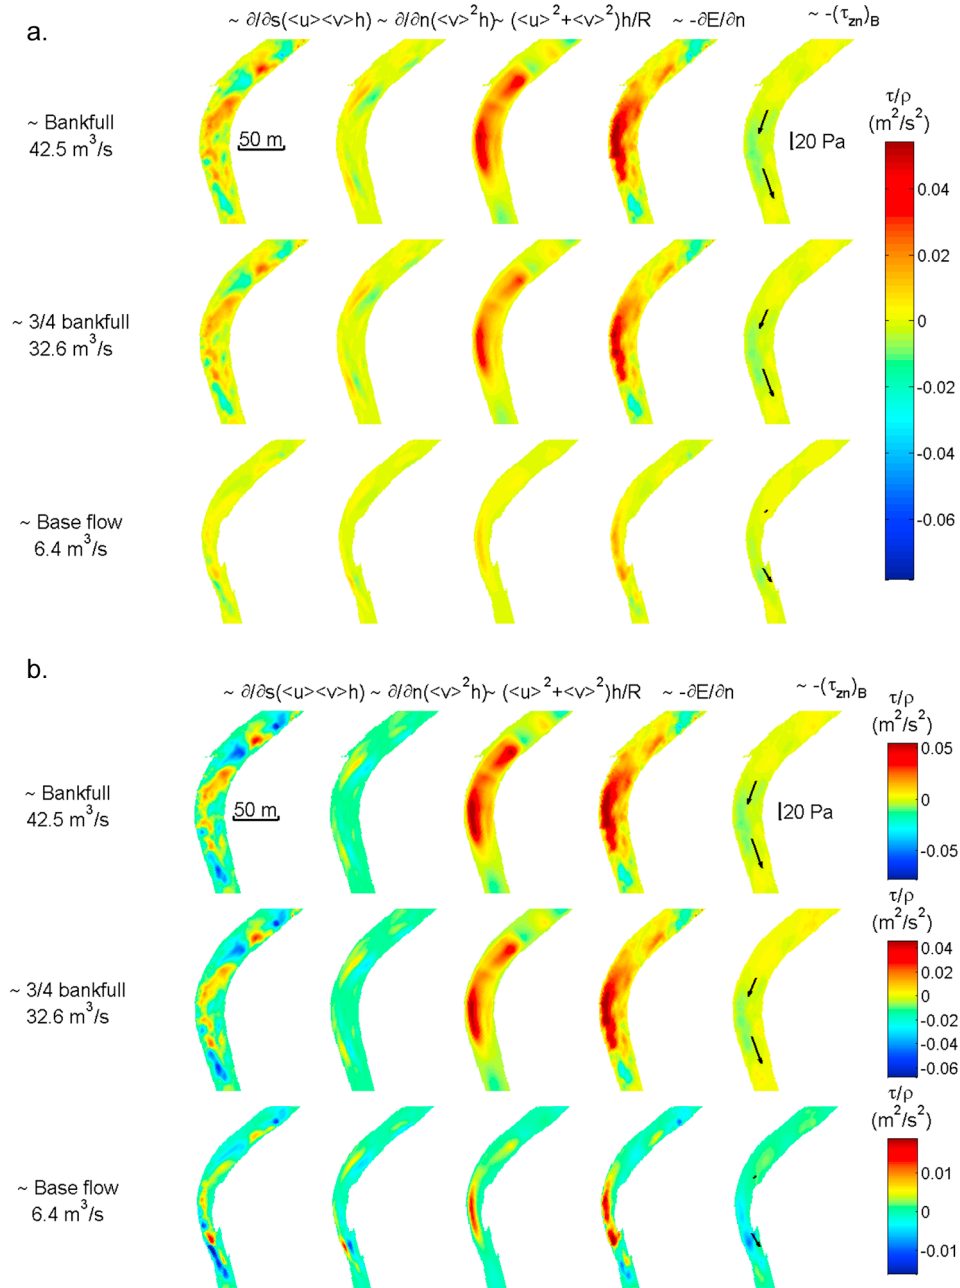 a.
~ ∂/∂s(<u><v>h) ~ ∂/∂n(<v>²h) ~ (<u>²+<v>²)h/R ~ -∂E/∂n ~ -(τzn)B
~ Bankfull
42.5 m³/s
50 m
20 Pa
τ/ρ
(m²/s²)
0.04
0.02
0
-0.02
-0.04
-0.06
~ 3/4 bankfull
32.6 m³/s
~ Base flow
6.4 m³/s
b.
~ ∂/∂s(<u><v>h) ~ ∂/∂n(<v>²h) ~ (<u>²+<v>²)h/R ~ -∂E/∂n ~ -(τzn)B
~ Bankfull
42.5 m³/s
50 m
20 Pa
τ/ρ
(m²/s²)
0.05
0
-0.05
~ 3/4 bankfull
32.6 m³/s
τ/ρ
(m²/s²)
0.04
0.02
0
-0.02
-0.04
-0.06
~ Base flow
6.4 m³/s
τ/ρ
(m²/s²)
0.01
0
-0.01